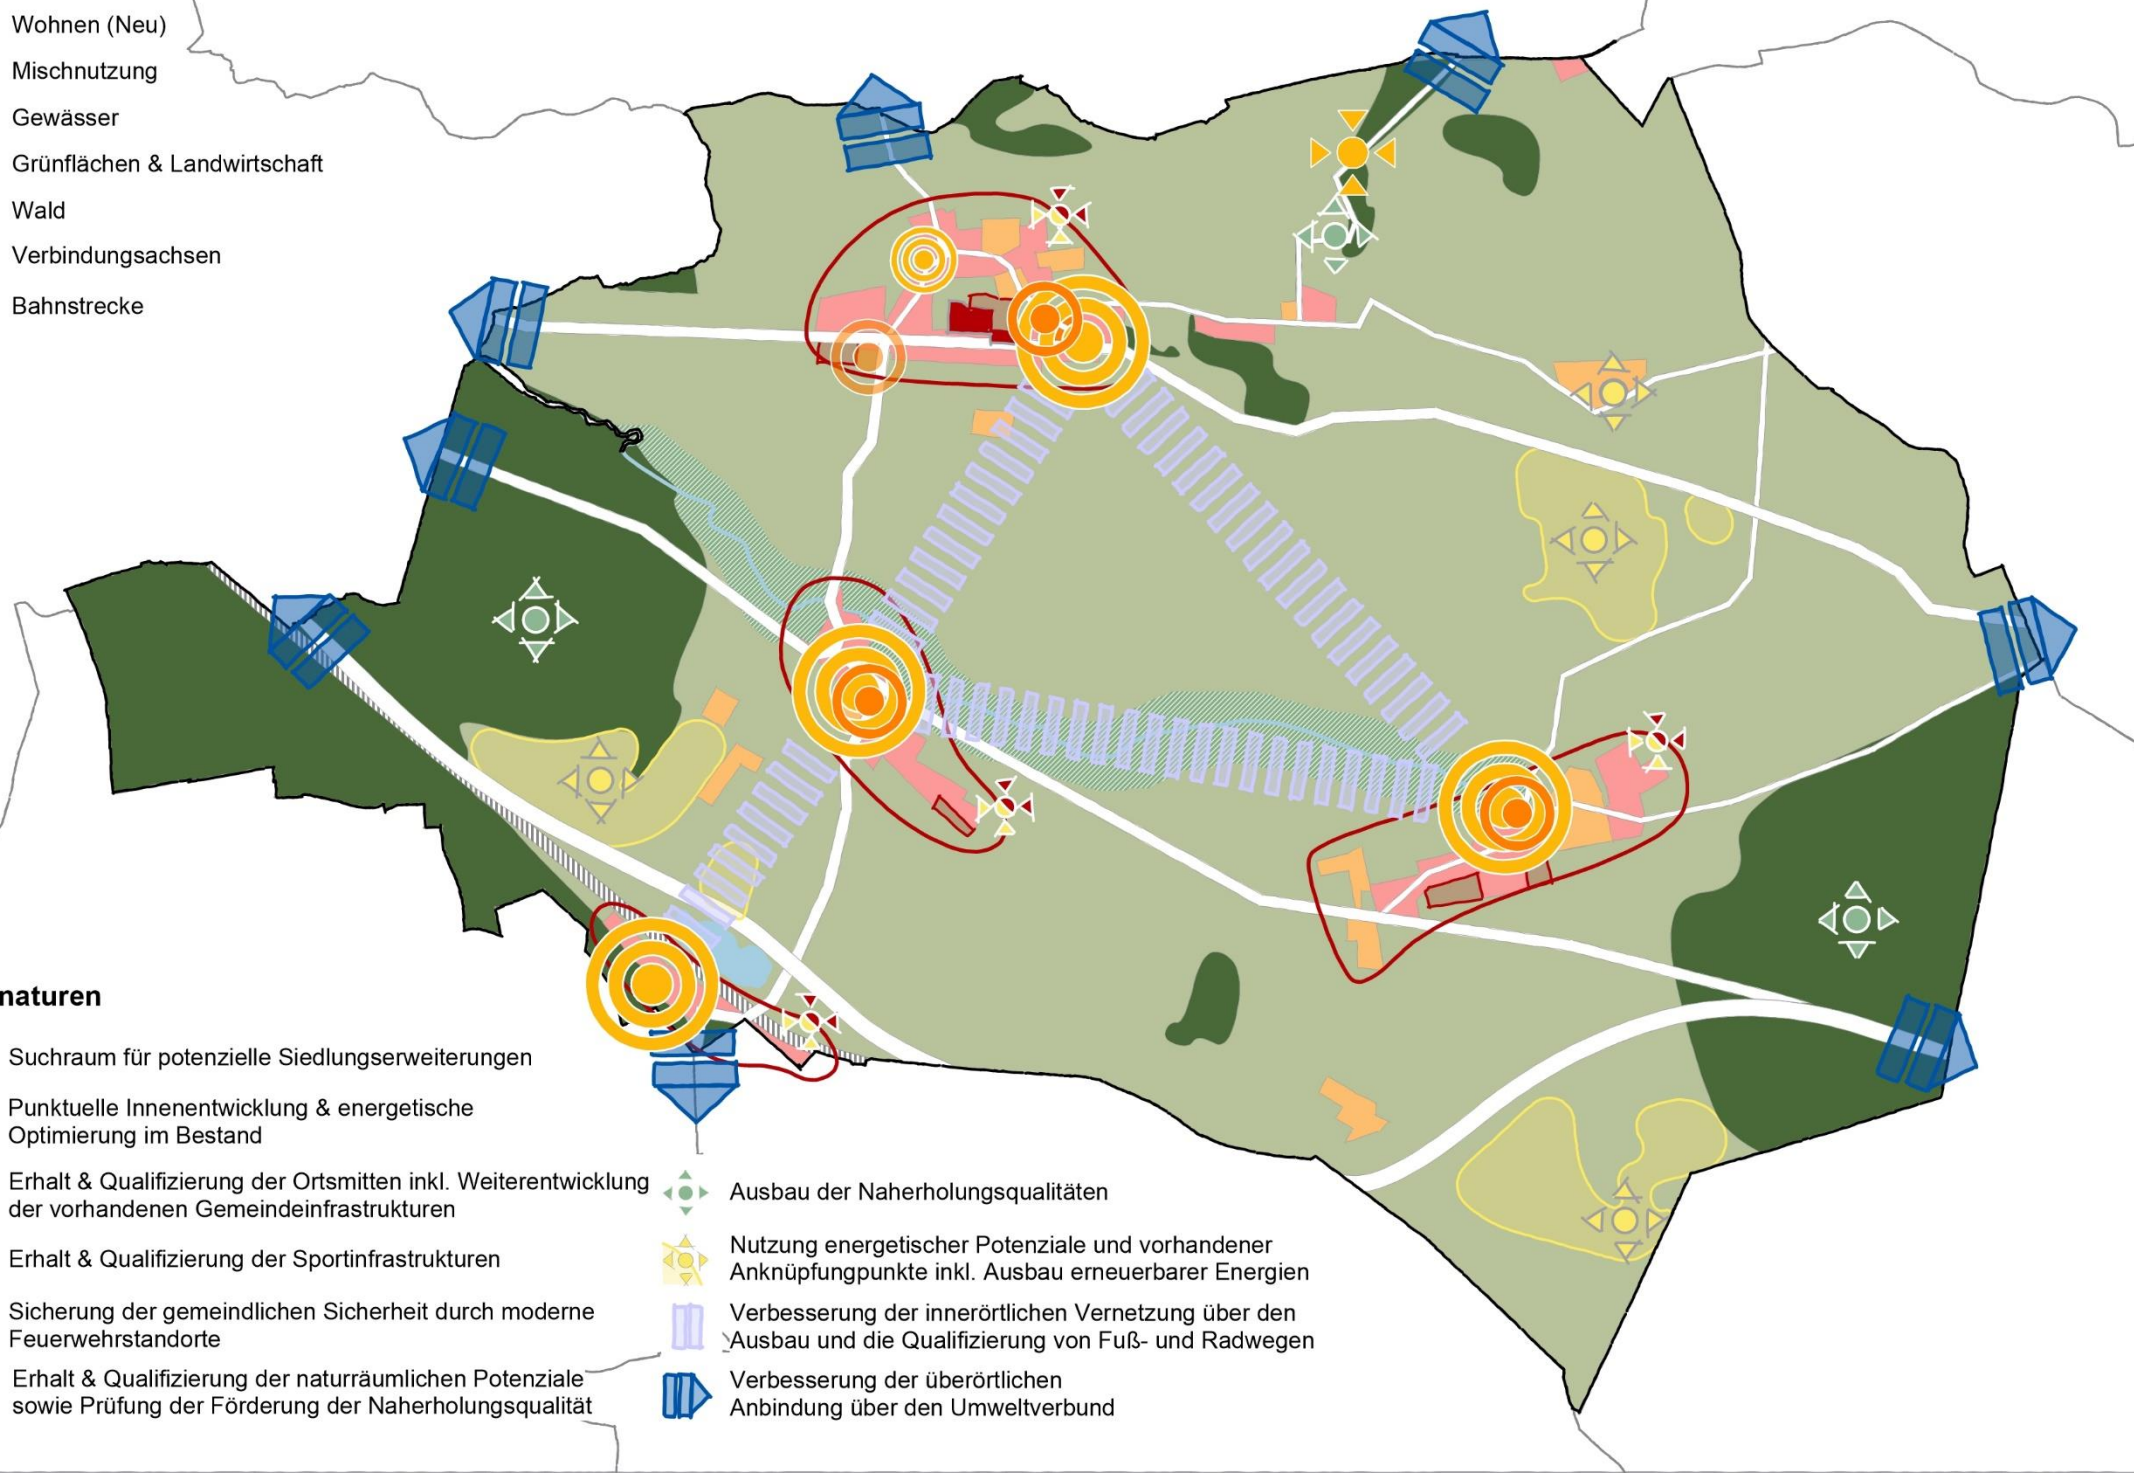 Wohnen (Neu)
Mischnutzung
Gewässer
Grünflächen & Landwirtschaft
Wald
Verbindungsachsen
Bahnstrecke
naturen
Suchraum für potenzielle Siedlungserweiterungen
Punktuelle Innenentwicklung & energetische
Optimierung im Bestand
Erhalt & Qualifizierung der Ortsmitten inkl. Weiterentwicklung
der vorhandenen Gemeindeinfrastrukturen
Erhalt & Qualifizierung der Sportinfrastrukturen
Sicherung der gemeindlichen Sicherheit durch moderne
Feuerwehrstandorte
Erhalt & Qualifizierung der naturräumlichen Potenziale
sowie Prüfung der Förderung der Naherholungsqualität
Ausbau der Naherholungsqualitäten
Nutzung energetischer Potenziale und vorhandener
Anknüpfungpunkte inkl. Ausbau erneuerbarer Energien
Verbesserung der innerörtlichen Vernetzung über den
Ausbau und die Qualifizierung von Fuß- und Radwegen
Verbesserung der überörtlichen
Anbindung über den Umweltverbund